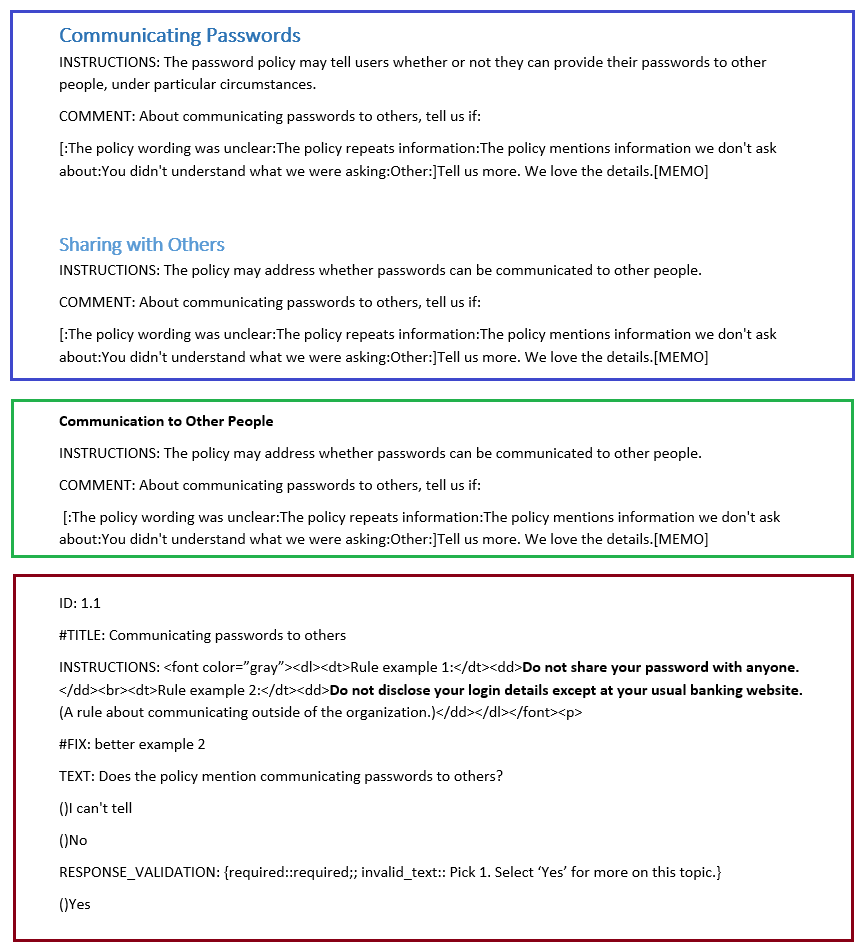 Communicating Passwords
INSTRUCTIONS: The password policy may tell users whether or not they can provide their passwords to other
people, under particular circumstances.
COMMENT: About communicating passwords to others, tell us if:
[:The policy wording was unclear:The policy repeats information:The policy mentions information we don't ask
about:You didn't understand what we were asking:Other:]Tell us more. We love the details.[MEMO]
Sharing with Others
INSTRUCTIONS: The policy may address whether passwords can be communicated to other people.
COMMENT: About communicating passwords to others, tell us if:
[:The policy wording was unclear:The policy repeats information:The policy mentions information we don't ask
about:You didn't understand what we were asking:Other:]Tell us more. We love the details.[MEMO]
Communication to Other People
INSTRUCTIONS: The policy may address whether passwords can be communicated to other people.
COMMENT: About communicating passwords to others, tell us if:
[:The policy wording was unclear:The policy repeats information:The policy mentions information we don't ask
about:You didn't understand what we were asking:Other:]Tell us more. We love the details.[MEMO]
ID: 1.1
#TITLE: Communicating passwords to others
INSTRUCTIONS: <font color=”gray”><dl><dt>Rule example 1:</dt><dd>Do not share your password with anyone.
</dd><br><dt>Rule example 2:</dt><dd>Do not disclose your login details except at your usual banking website.
(A rule about communicating outside of the organization.)</dd></dl></font><p>
#FIX: better example 2
TEXT: Does the policy mention communicating passwords to others?
()I can't tell
()No
RESPONSE_VALIDATION: {required::required;; invalid_text:: Pick 1. Select ‘Yes’ for more on this topic.}
()Yes